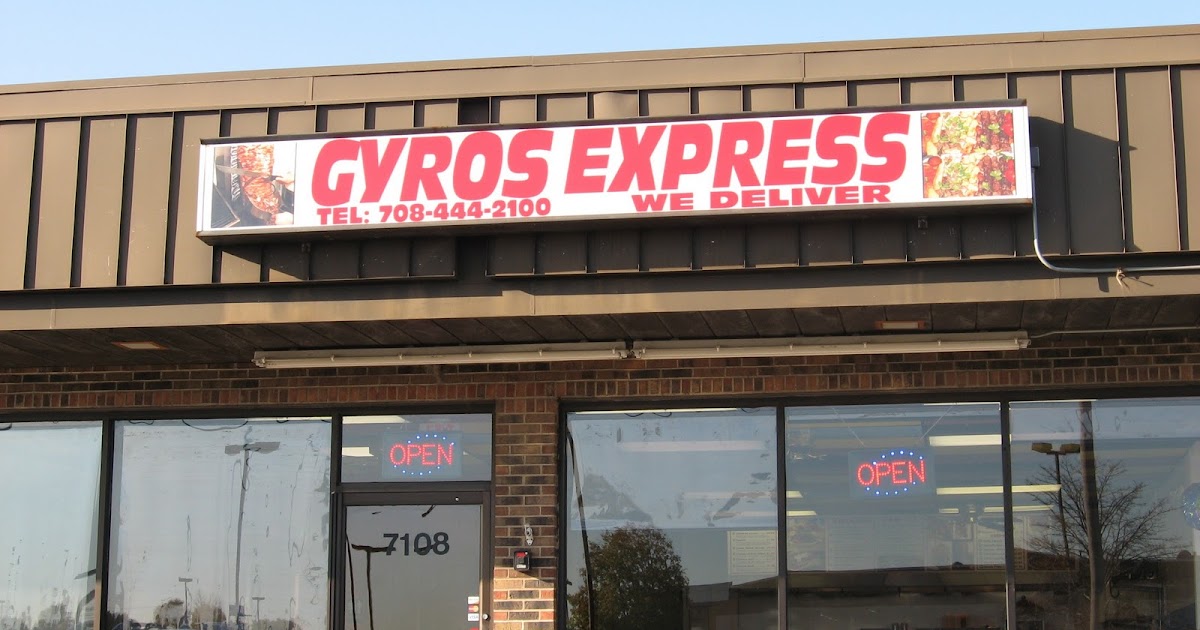 GYROS EXPRESS
TEL: 708-444-2100 WE DELIVER
OPEN
OPEN
7108